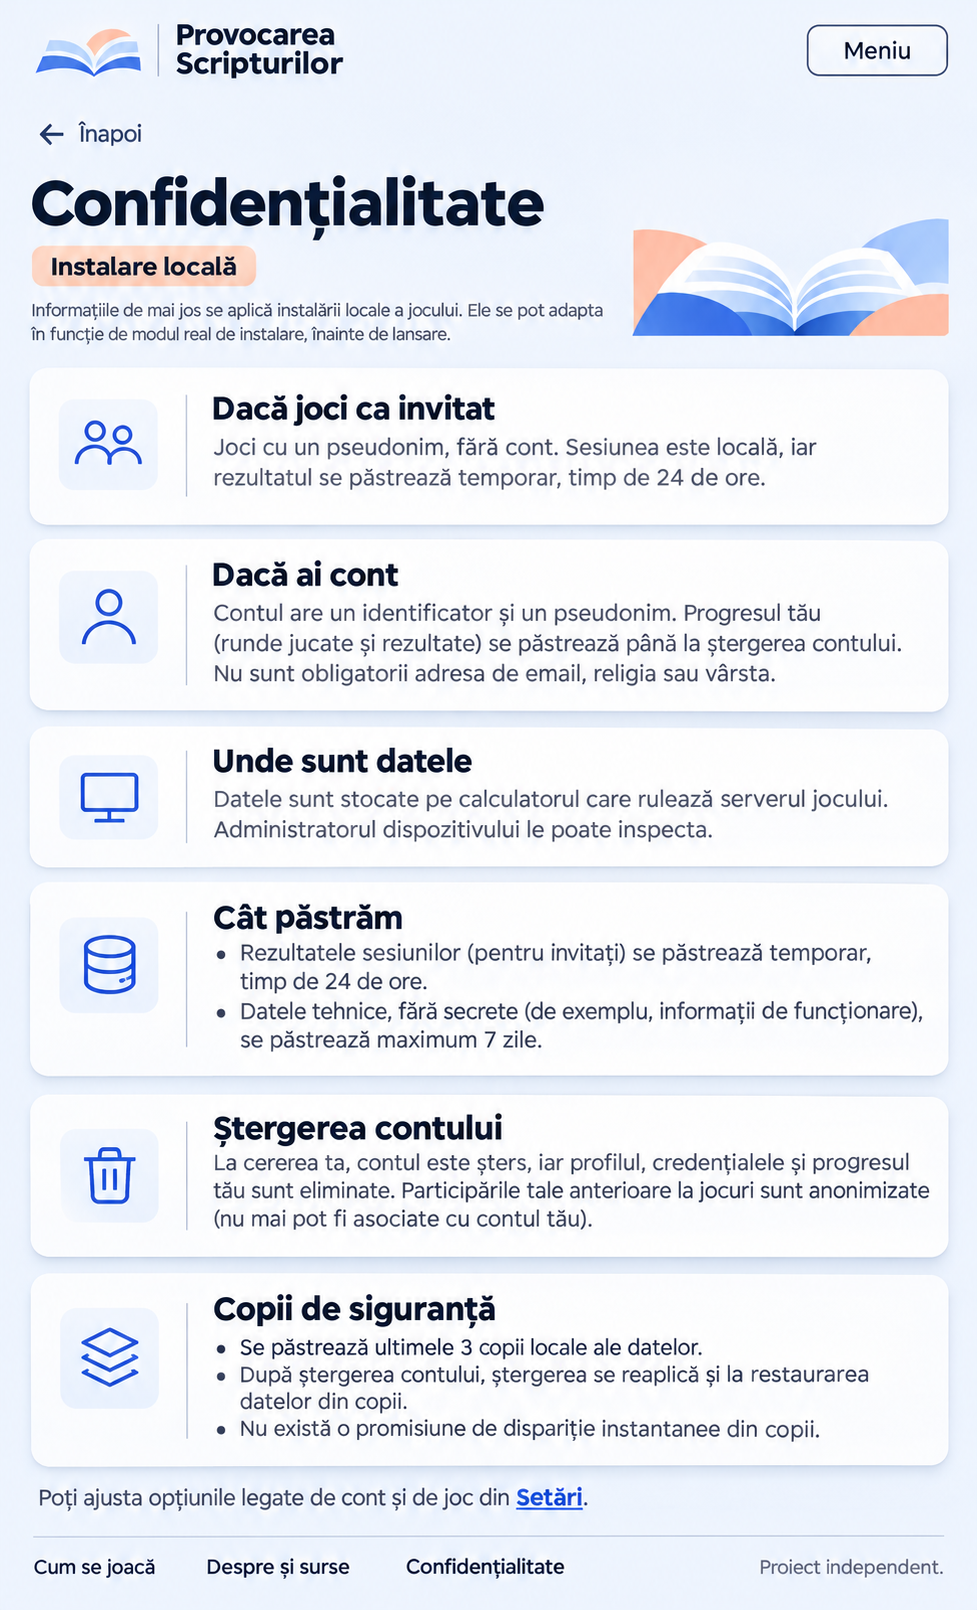 Provocarea
Scripturilor
Meniu
← Înapoi
Confidențialitate
Instalare locală
Informațiile de mai jos se aplică instalării locale a jocului. Ele se pot adapta
în funcție de modul real de instalare, înainte de lansare.
Dacă joci ca invitat
Joci cu un pseudonim, fără cont. Sesiunea este locală, iar
rezultatul se păstrează temporar, timp de 24 de ore.
Dacă ai cont
Contul are un identificator și un pseudonim. Progresul tău
(runde jucate și rezultate) se păstrează până la ștergerea contului.
Nu sunt obligatorii adresa de email, religia sau vârsta.
Unde sunt datele
Datele sunt stocate pe calculatorul care rulează serverul jocului.
Administratorul dispozitivului le poate inspecta.
Cât păstrăm
• Rezultatele sesiunilor (pentru invitați) se păstrează temporar,
timp de 24 de ore.
• Datele tehnice, fără secrete (de exemplu, informații de funcționare),
se păstrează maximum 7 zile.
Ștergerea contului
La cererea ta, contul este șters, iar profilul, credențialele și progresul
tău sunt eliminate. Participările tale anterioare la jocuri sunt anonimizate
(nu mai pot fi asociate cu contul tău).
Copii de siguranță
• Se păstrează ultimele 3 copii locale ale datelor.
• După ștergerea contului, ștergerea se reaplică și la restaurarea
datelor din copii.
• Nu există o promisiune de dispariție instantanee din copii.
Poți ajusta opțiunile legate de cont și de joc din Setări.
Cum se joacă
Despre și surse
Confidențialitate
Proiect independent.